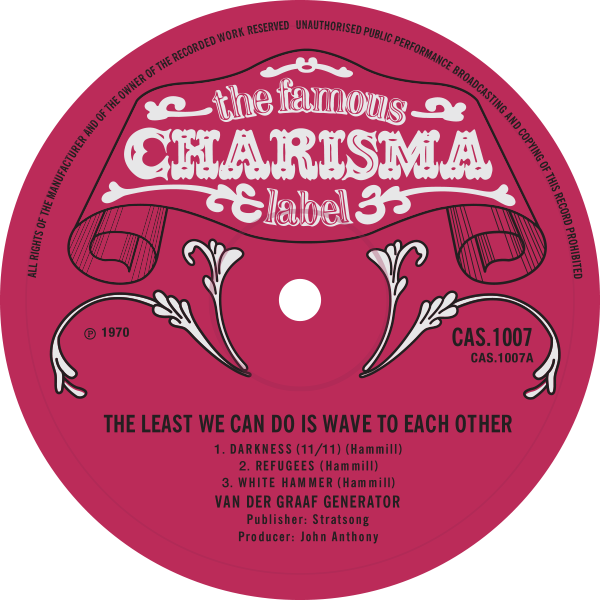 ALL RIGHTS OF THE MANUFACTURER AND OF THE OWNER OF THE RECORDED WORK RESERVED UNAUTHORISED PUBLIC PERFORMANCE BROADCASTING AND COPYING OF THIS RECORD PROHIBITED
the famous
CHARISMA
label
℗ 1970
CAS.1007
CAS.1007A
THE LEAST WE CAN DO IS WAVE TO EACH OTHER
1. DARKNESS (11/11) (Hammill)
2. REFUGEES (Hammill)
3. WHITE HAMMER (Hammill)
VAN DER GRAAF GENERATOR
Publisher: Stratsong
Producer: John Anthony